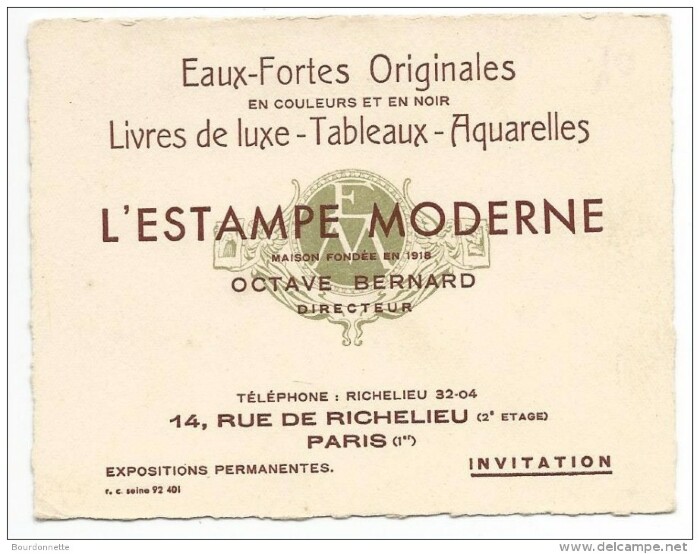 Eaux-Fortes Originales
EN COULEURS ET EN NOIR
Livres de luxe - Tableaux - Aquarelles
E
L'ESTAMPE MODERNE
M
MAISON FONDÉE EN 1918
OCTAVE BERNARD
DIRECTEUR
TÉLÉPHONE : RICHELIEU 32-04
14, RUE DE RICHELIEU (2e ETAGE)
PARIS (1er)
EXPOSITIONS PERMANENTES.
INVITATION
r. c. seine 92 401
Bourdonnette
delcampe.net